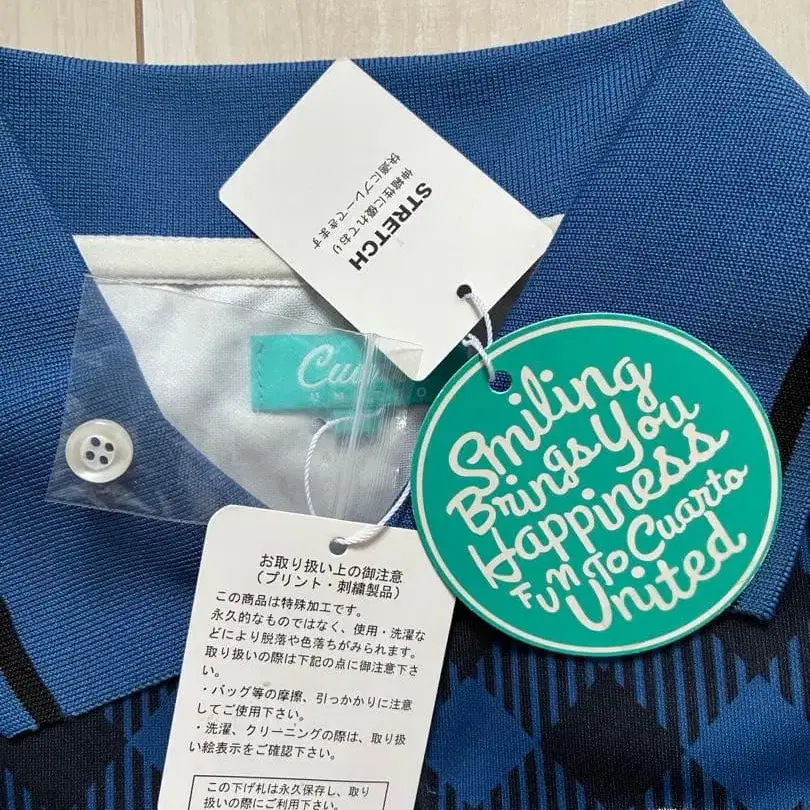 STRETCH
伸縮性に優れており
快適にプレーできます
Smiling
Brings You
Happiness
Fun To Cuarto
United
お取り扱い上の御注意
（プリント・刺繍製品）
この商品は特殊加工です。
永久的なものではなく、使用・洗濯な
どにより脱落や色落ちがみられます。
取り扱いの際は下記の点に御注意下さ
い。
・バッグ等の摩擦、引っかかりに注意
してご使用下さい。
・洗濯、クリーニングの際は、取り扱
い絵表示をご確認下さい。
この下げ札は永久保存し、取り
扱いの際にご利用下さい。